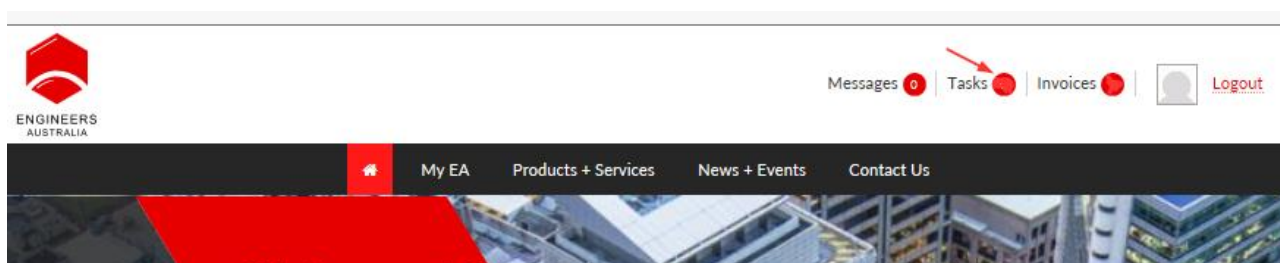 Messages 0 Tasks Invoices Logout
ENGINEERS
AUSTRALIA
My EA Products + Services News + Events Contact Us